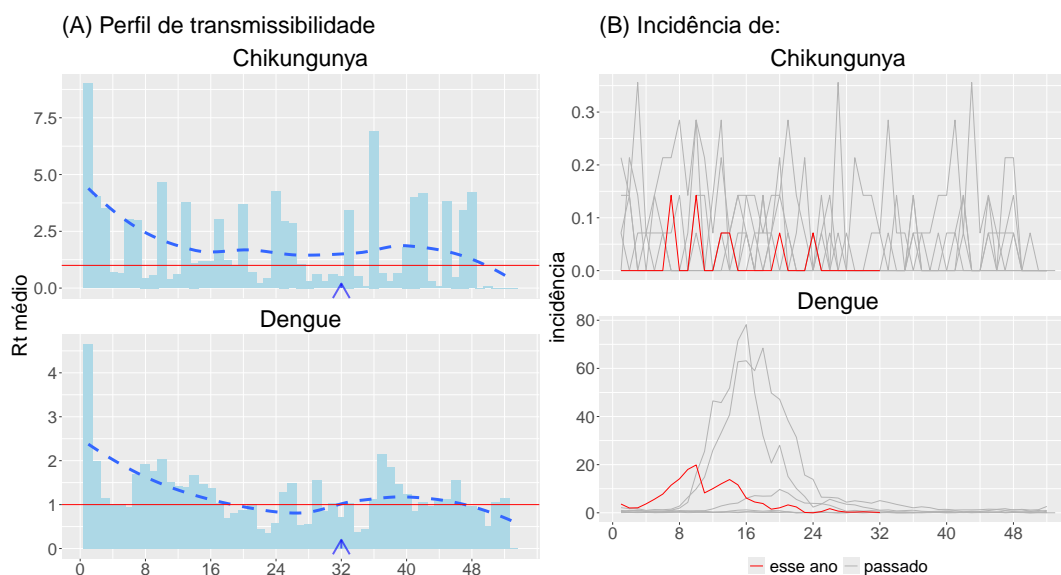 (A) Perfil de transmissibilidade
Chikungunya
7.5
5.0
2.5
0.0
Dengue
4
3
2
1
0
0 8 16 24 32 40 48
Rt médio
(B) Incidência de:
Chikungunya
0.3
0.2
0.1
0.0
Dengue
80
60
40
20
0
0 8 16 24 32 40 48
incidência
esse ano passado